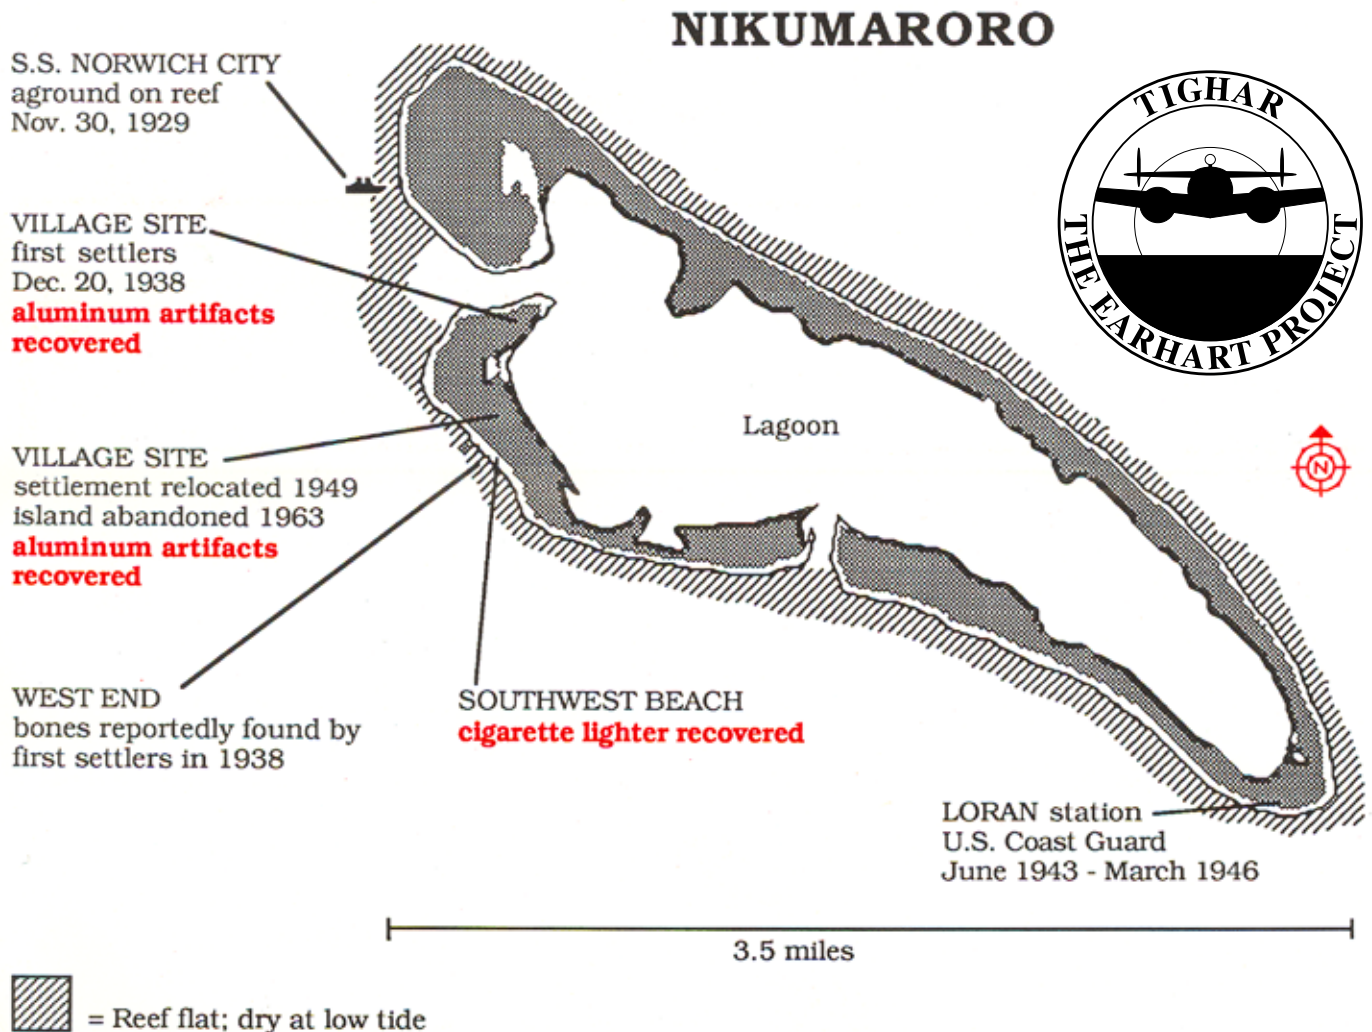 NIKUMARORO
S.S. NORWICH CITY
aground on reef
Nov. 30, 1929
TIGHAR
THE EARHART PROJECT
VILLAGE SITE
first settlers
Dec. 20, 1938
aluminum artifacts
recovered
Lagoon
N
VILLAGE SITE
settlement relocated 1949
island abandoned 1963
aluminum artifacts
recovered
WEST END
bones reportedly found by
first settlers in 1938
SOUTHWEST BEACH
cigarette lighter recovered
LORAN station
U.S. Coast Guard
June 1943 - March 1946
3.5 miles
= Reef flat; dry at low tide